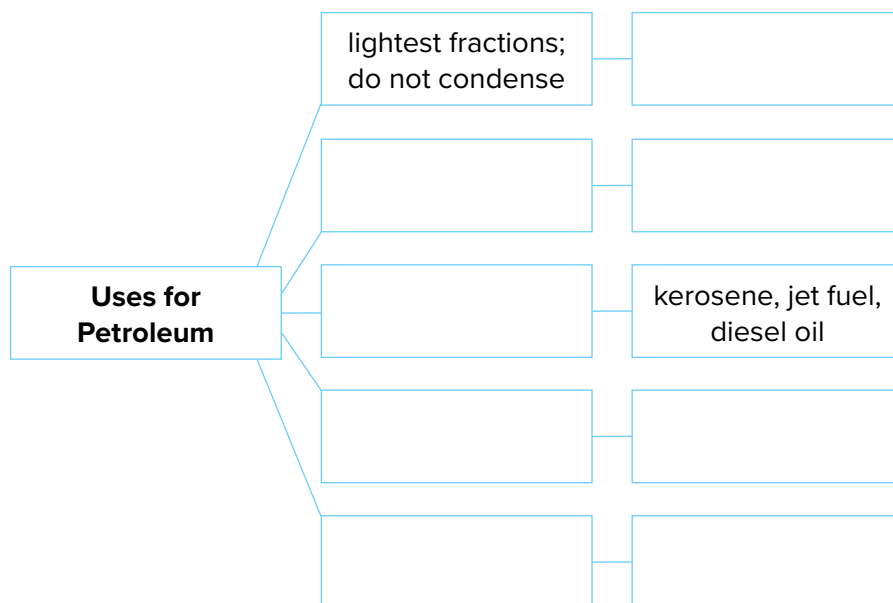 lightest fractions;
do not condense
Uses for
Petroleum
kerosene, jet fuel,
diesel oil